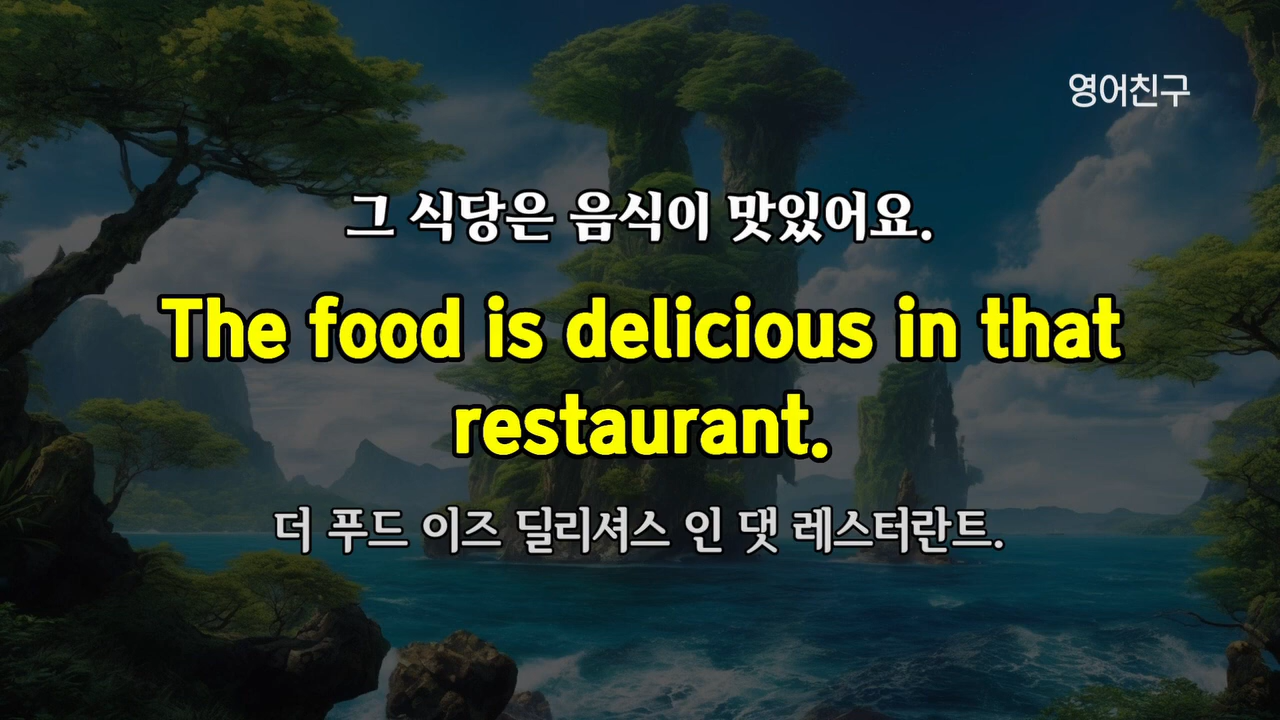 영어친구
그 식당은 음식이 맛있어요.
The food is delicious in that
restaurant.
더 푸드 이즈 딜리셔스 인 댓 레스터란트.